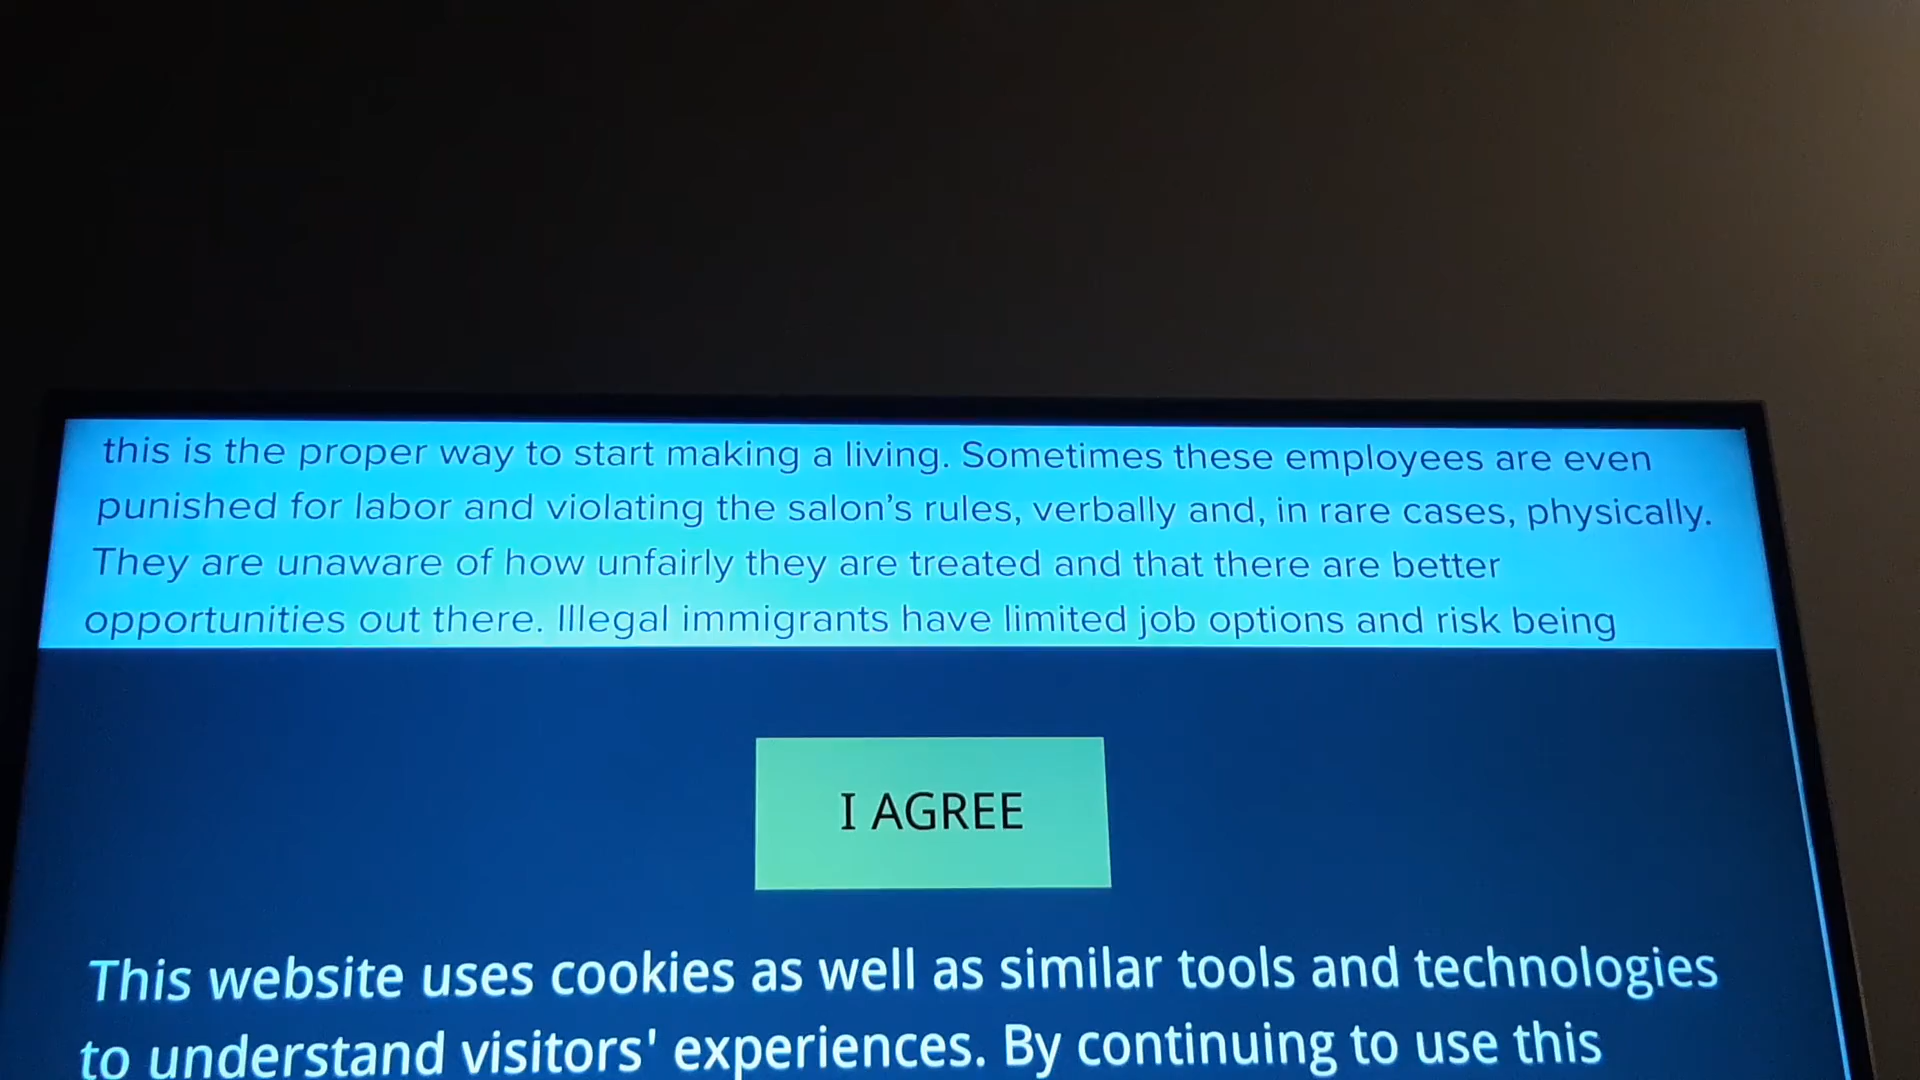 this is the proper way to start making a living. Sometimes these employees are even
punished for labor and violating the salon’s rules, verbally and, in rare cases, physically.
They are unaware of how unfairly they are treated and that there are better
opportunities out there. Illegal immigrants have limited job options and risk being
I AGREE
This website uses cookies as well as similar tools and technologies
to understand visitors' experiences. By continuing to use this